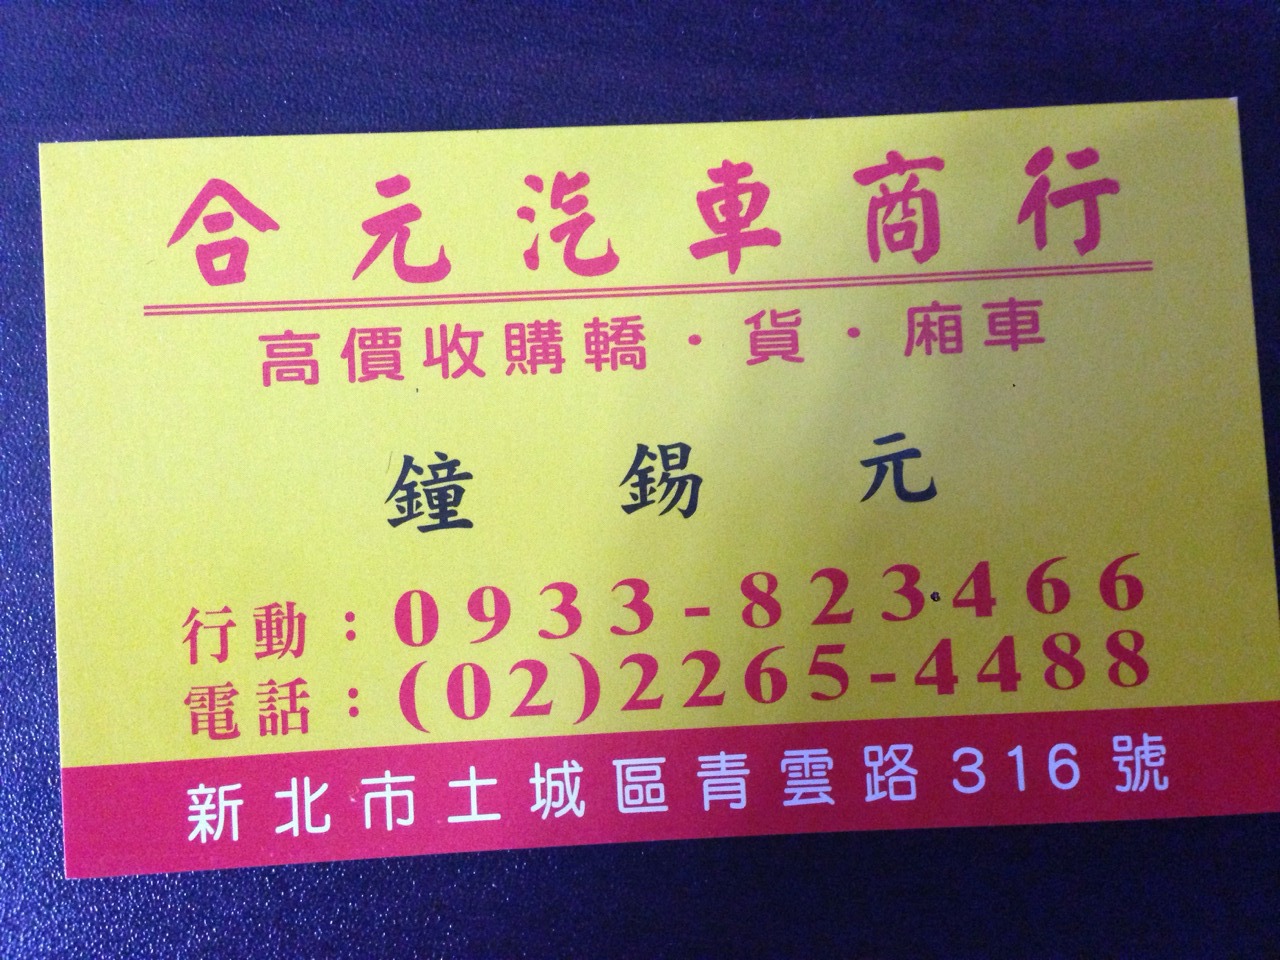 合元汽車商行
高價收購轎・貨・廂車
鐘錫元
行動：0933-823466
電話：(02)2265-4488
新北市土城區青雲路316號